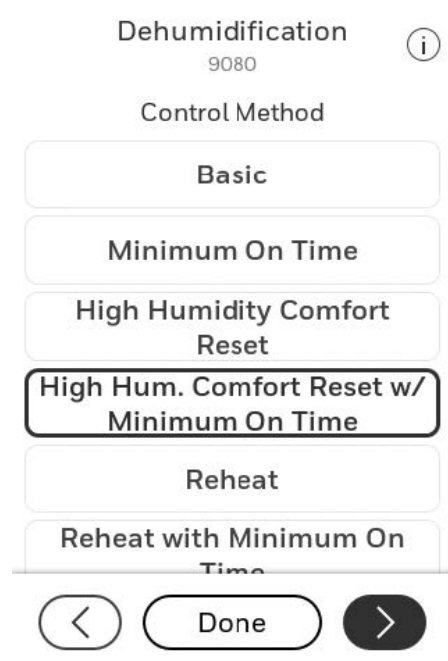 Dehumidification
9080
i
Control Method
Basic
Minimum On Time
High Humidity Comfort
Reset
High Hum. Comfort Reset w/
Minimum On Time
Reheat
Reheat with Minimum On
Time
Done